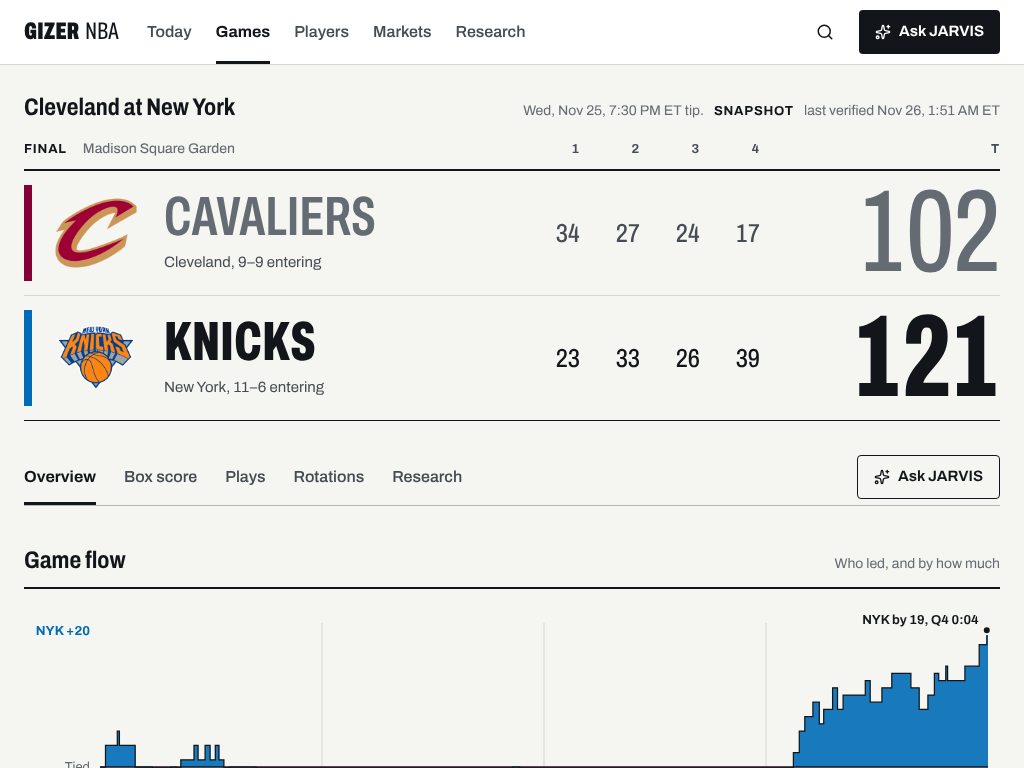 GIZER NBA Today Games Players Markets Research Ask JARVIS
Cleveland at New York Wed, Nov 25, 7:30 PM ET tip. SNAPSHOT last verified Nov 26, 1:51 AM ET
FINAL Madison Square Garden 1 2 3 4 T
CAVALIERS 34 27 24 17 102
Cleveland, 9–9 entering
NEW YORK
KNICKS
KNICKS 23 33 26 39 121
New York, 11–6 entering
Overview Box score Plays Rotations Research Ask JARVIS
Game flow Who led, and by how much
NYK by 19, Q4 0:04
NYK +20
Tied